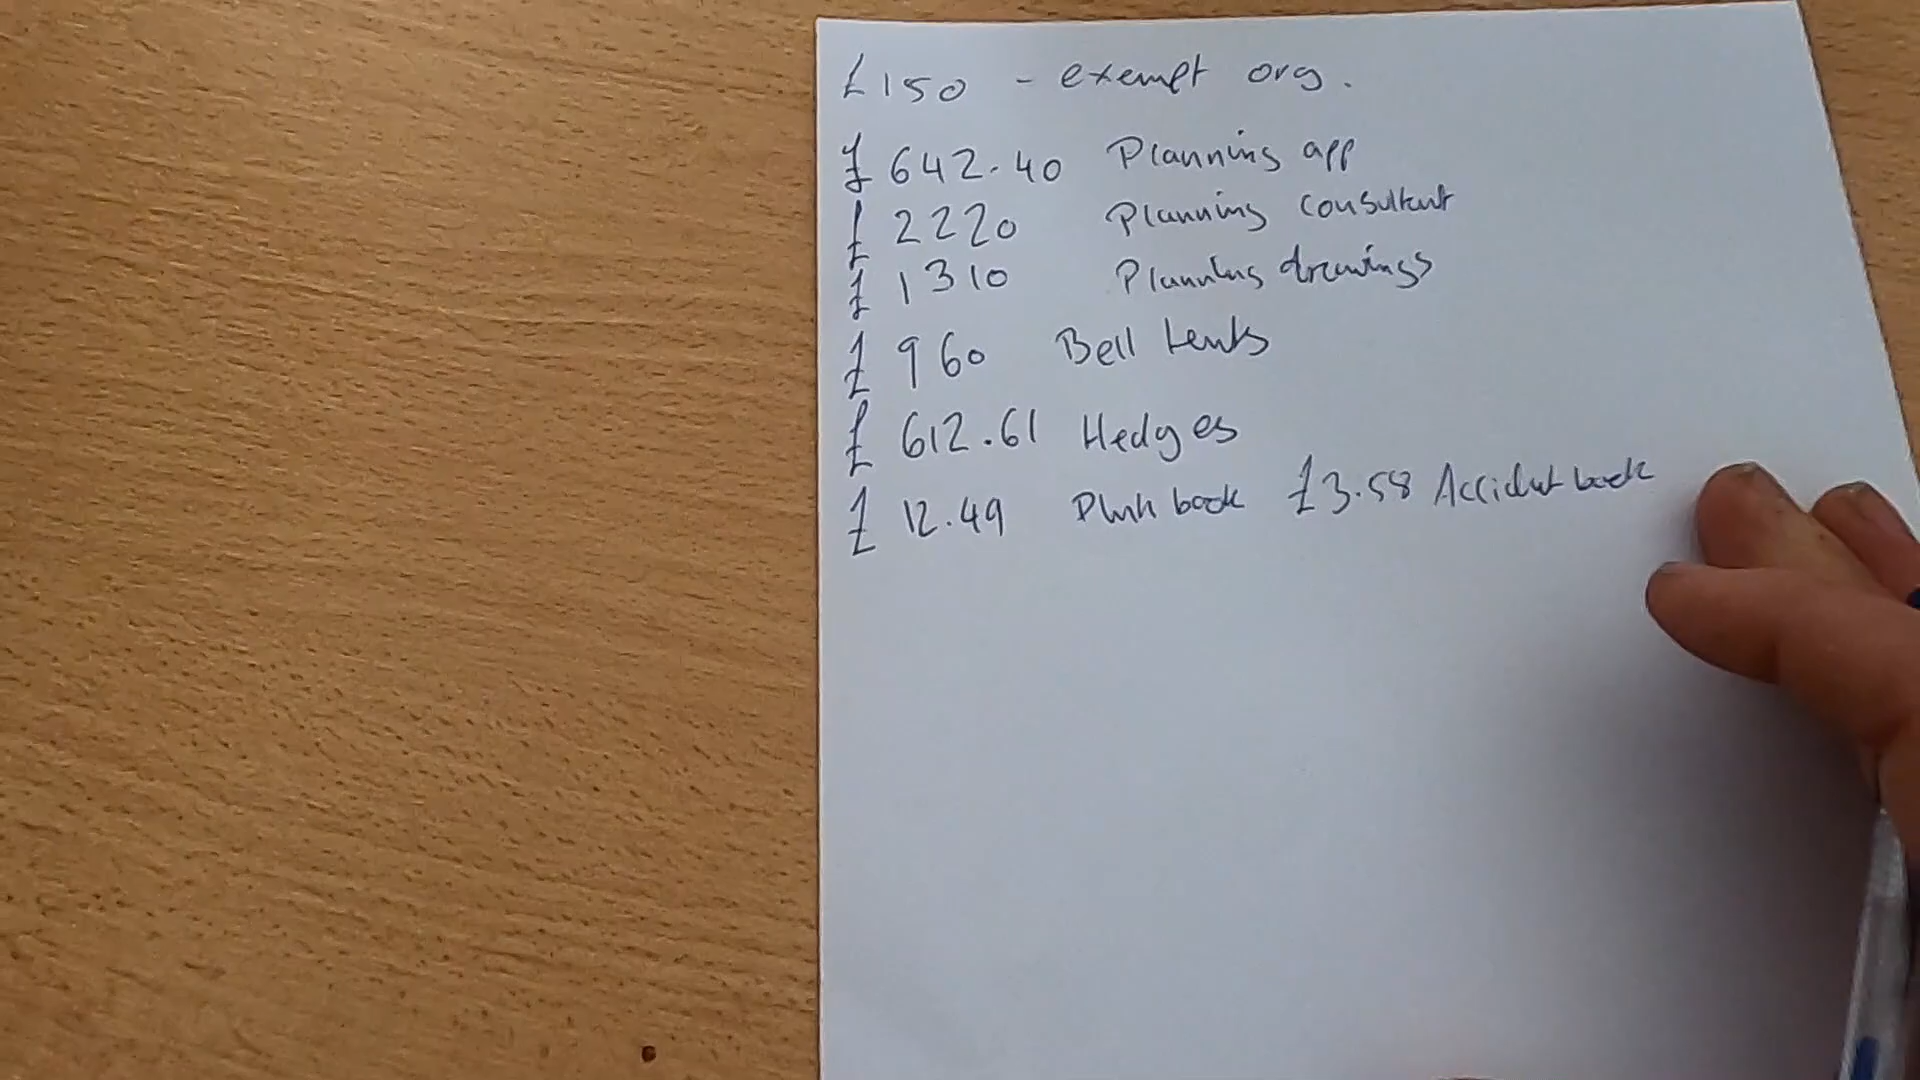 £150 - exempt org.
£642.40 Planning app
£2220 Planning consultant
£1310 Planning drawings
£960 Bell tents
£612.61 Hedges
£12.49 book £3.58 Accident book